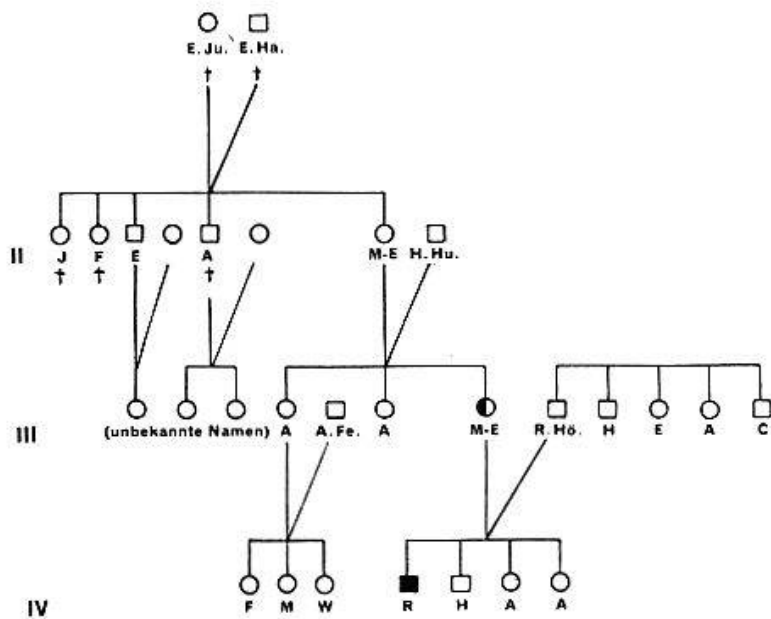 E. Ju. E. Ha.
† †
II
J F E A M-E H. Hu.
† † †
III
(unbekannte Namen) A A. Fe. A M-E R. Hö. H E A C
F M W R H A A
IV